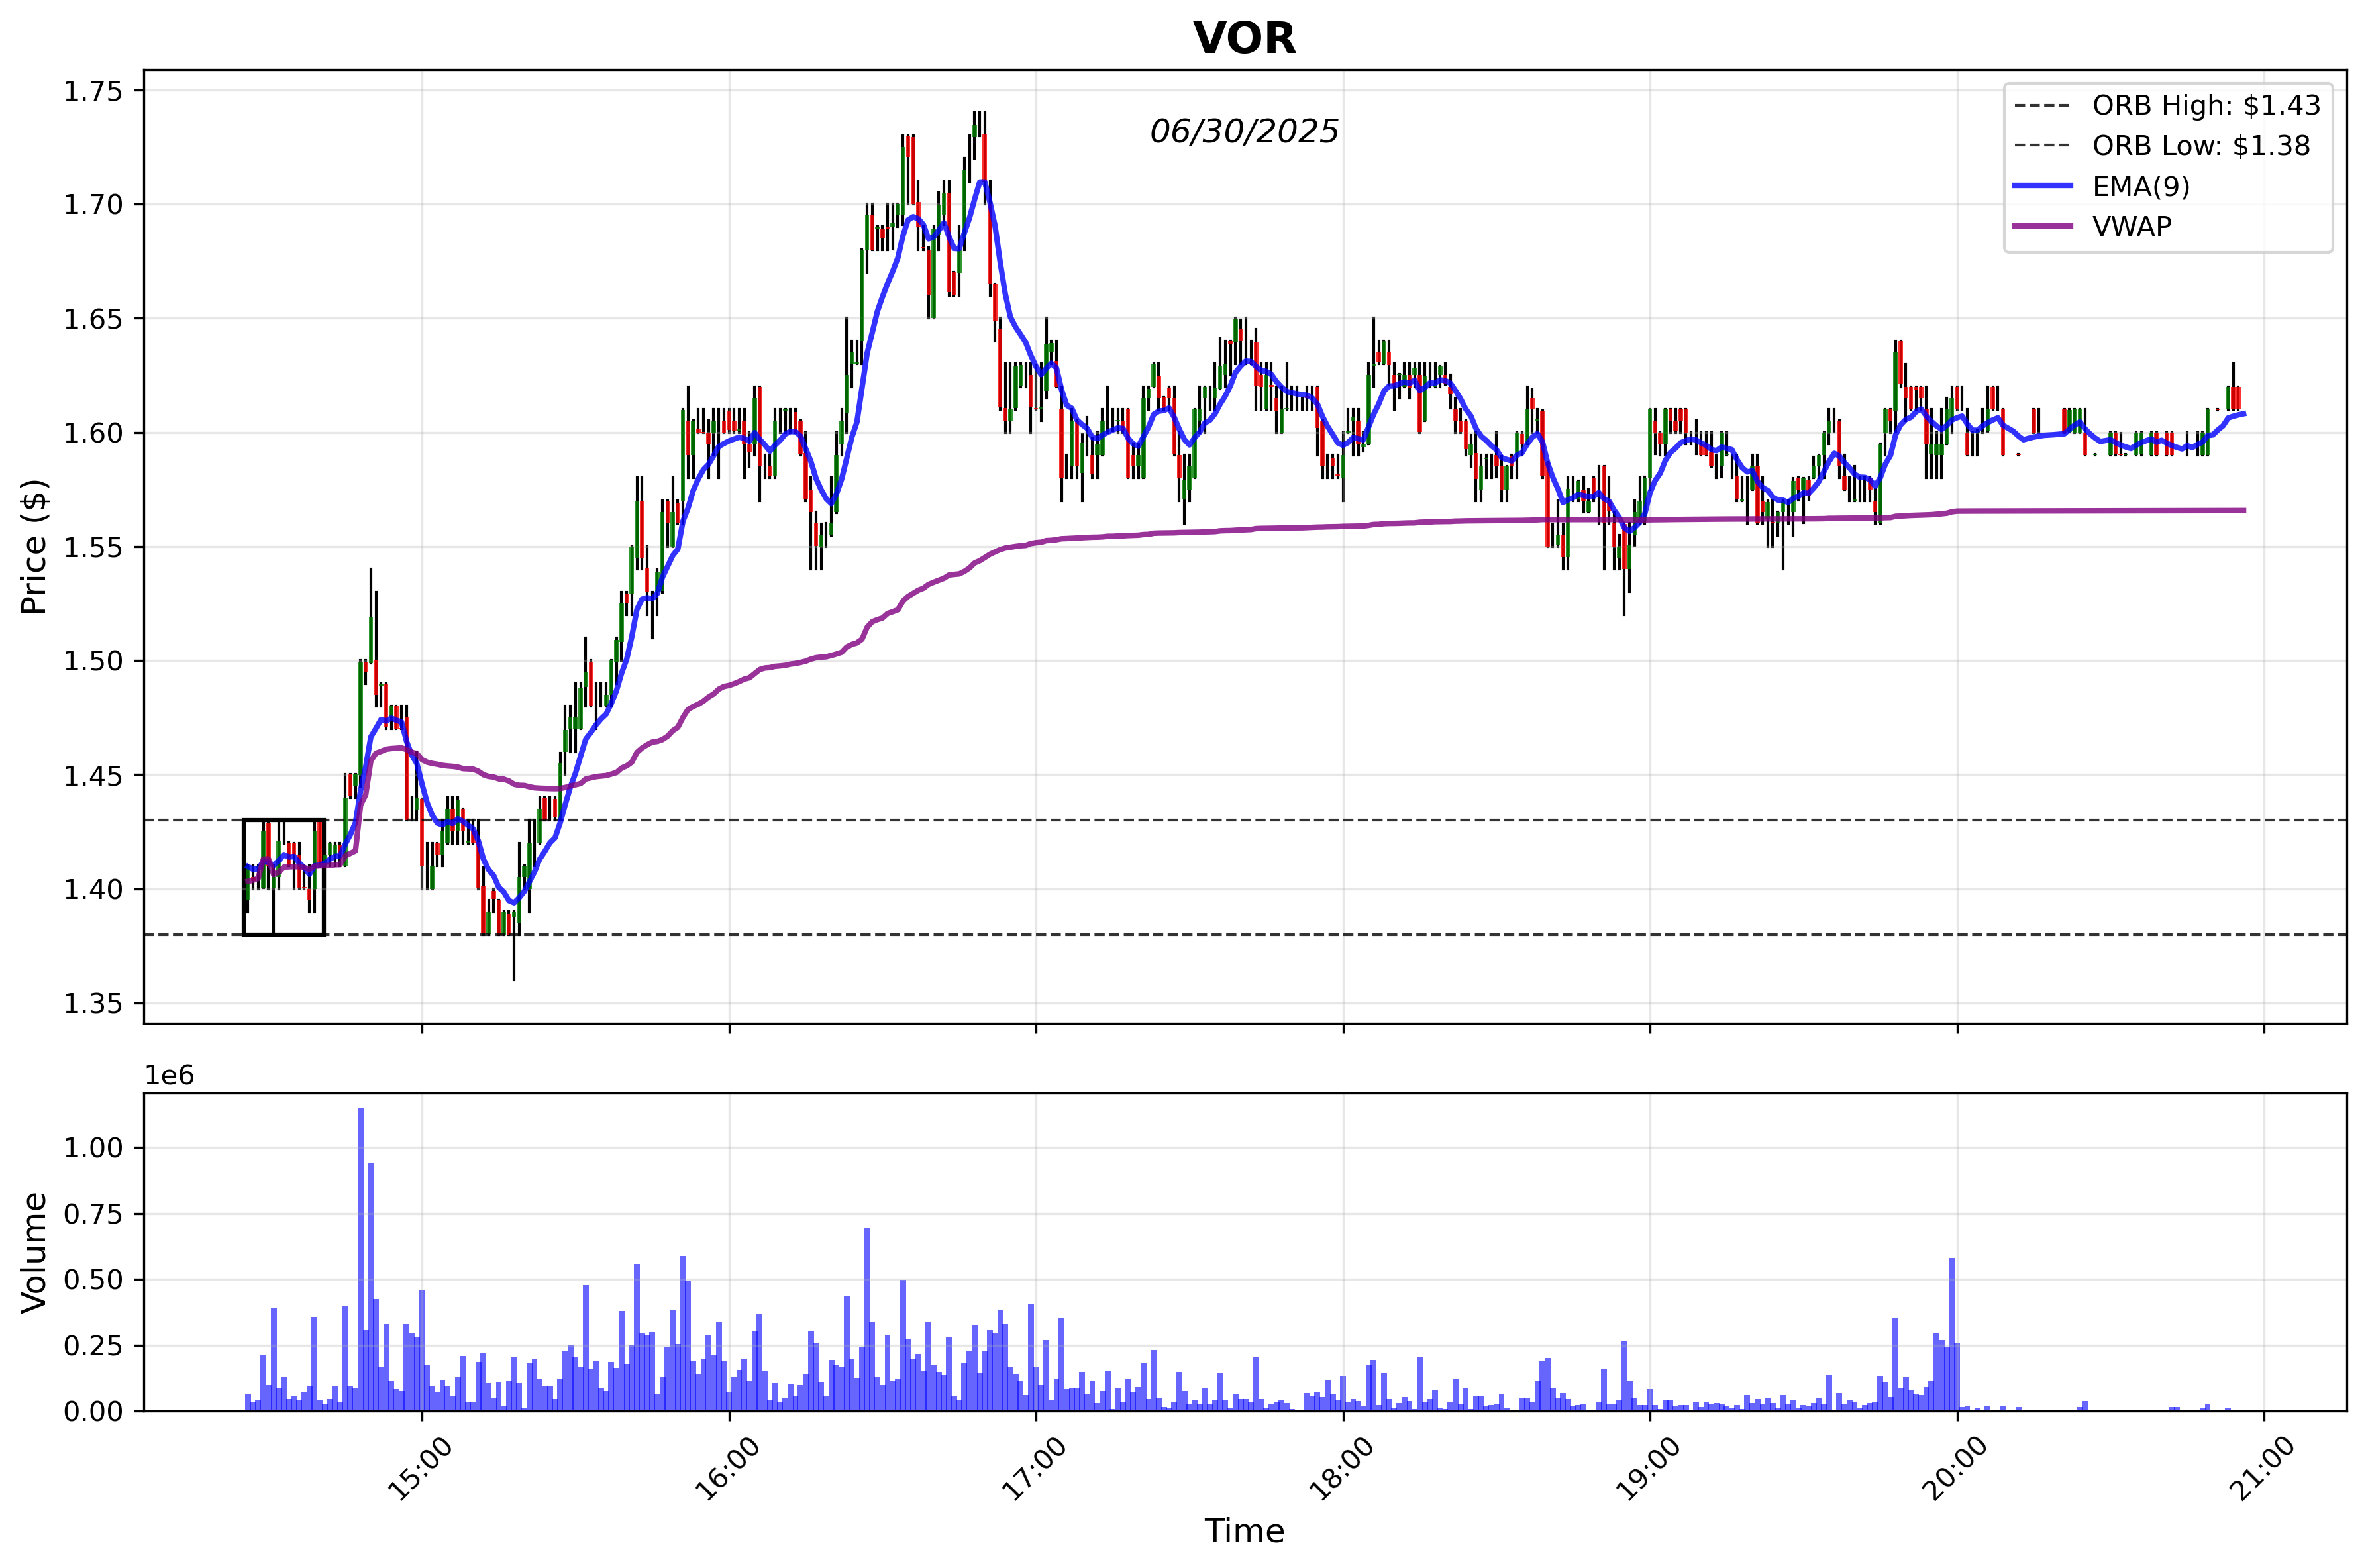 VOR
06/30/2025
ORB High: $1.43
ORB Low: $1.38
EMA(9)
VWAP
Price ($)
1.75
1.70
1.65
1.60
1.55
1.50
1.45
1.40
1.35
1e6
Volume
1.00
0.75
0.50
0.25
0.00
15:00
16:00
17:00
18:00
19:00
20:00
21:00
Time